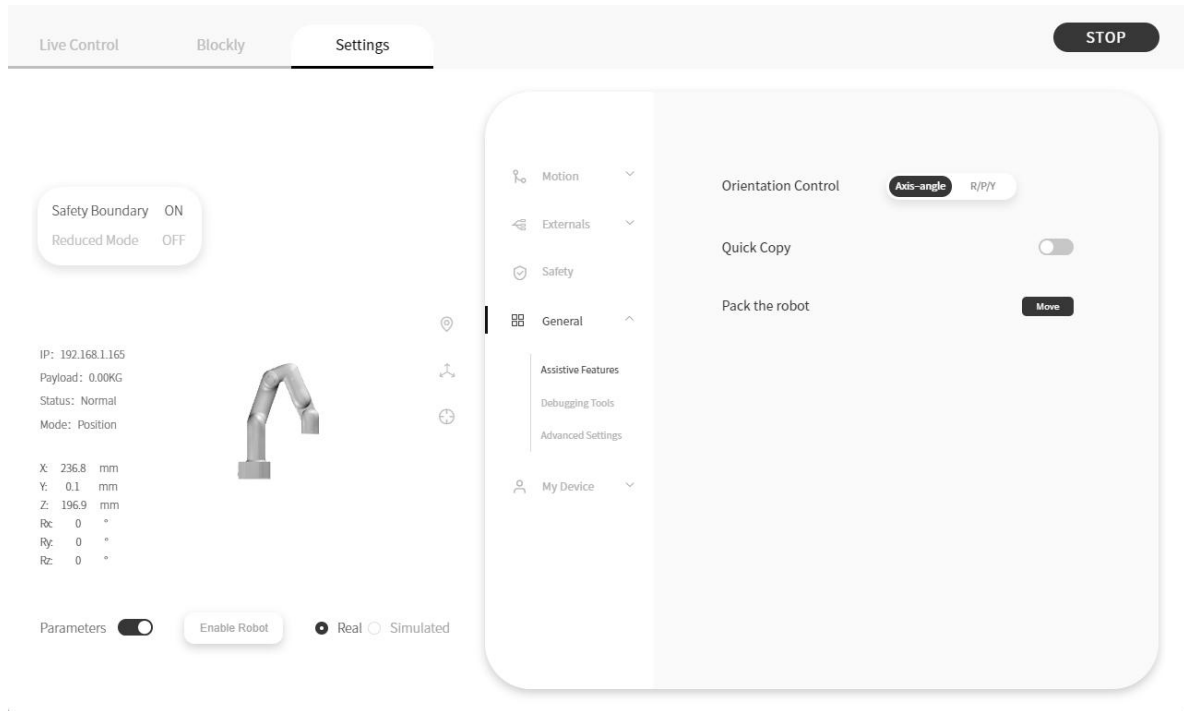 Live Control
Blockly
Settings
STOP
Safety Boundary ON
Reduced Mode OFF
IP: 192.168.1.165
Payload: 0.00KG
Status: Normal
Mode: Position
X: 236.8 mm
Y: 0.1 mm
Z: 196.9 mm
Rx: 0 °
Ry: 0 °
Rz: 0 °
Parameters
Enable Robot
Real
Simulated
Motion
Externals
Safety
General
Assistive Features
Debugging Tools
Advanced Settings
My Device
Orientation Control
Axis-angle
R/P/Y
Quick Copy
Pack the robot
Move